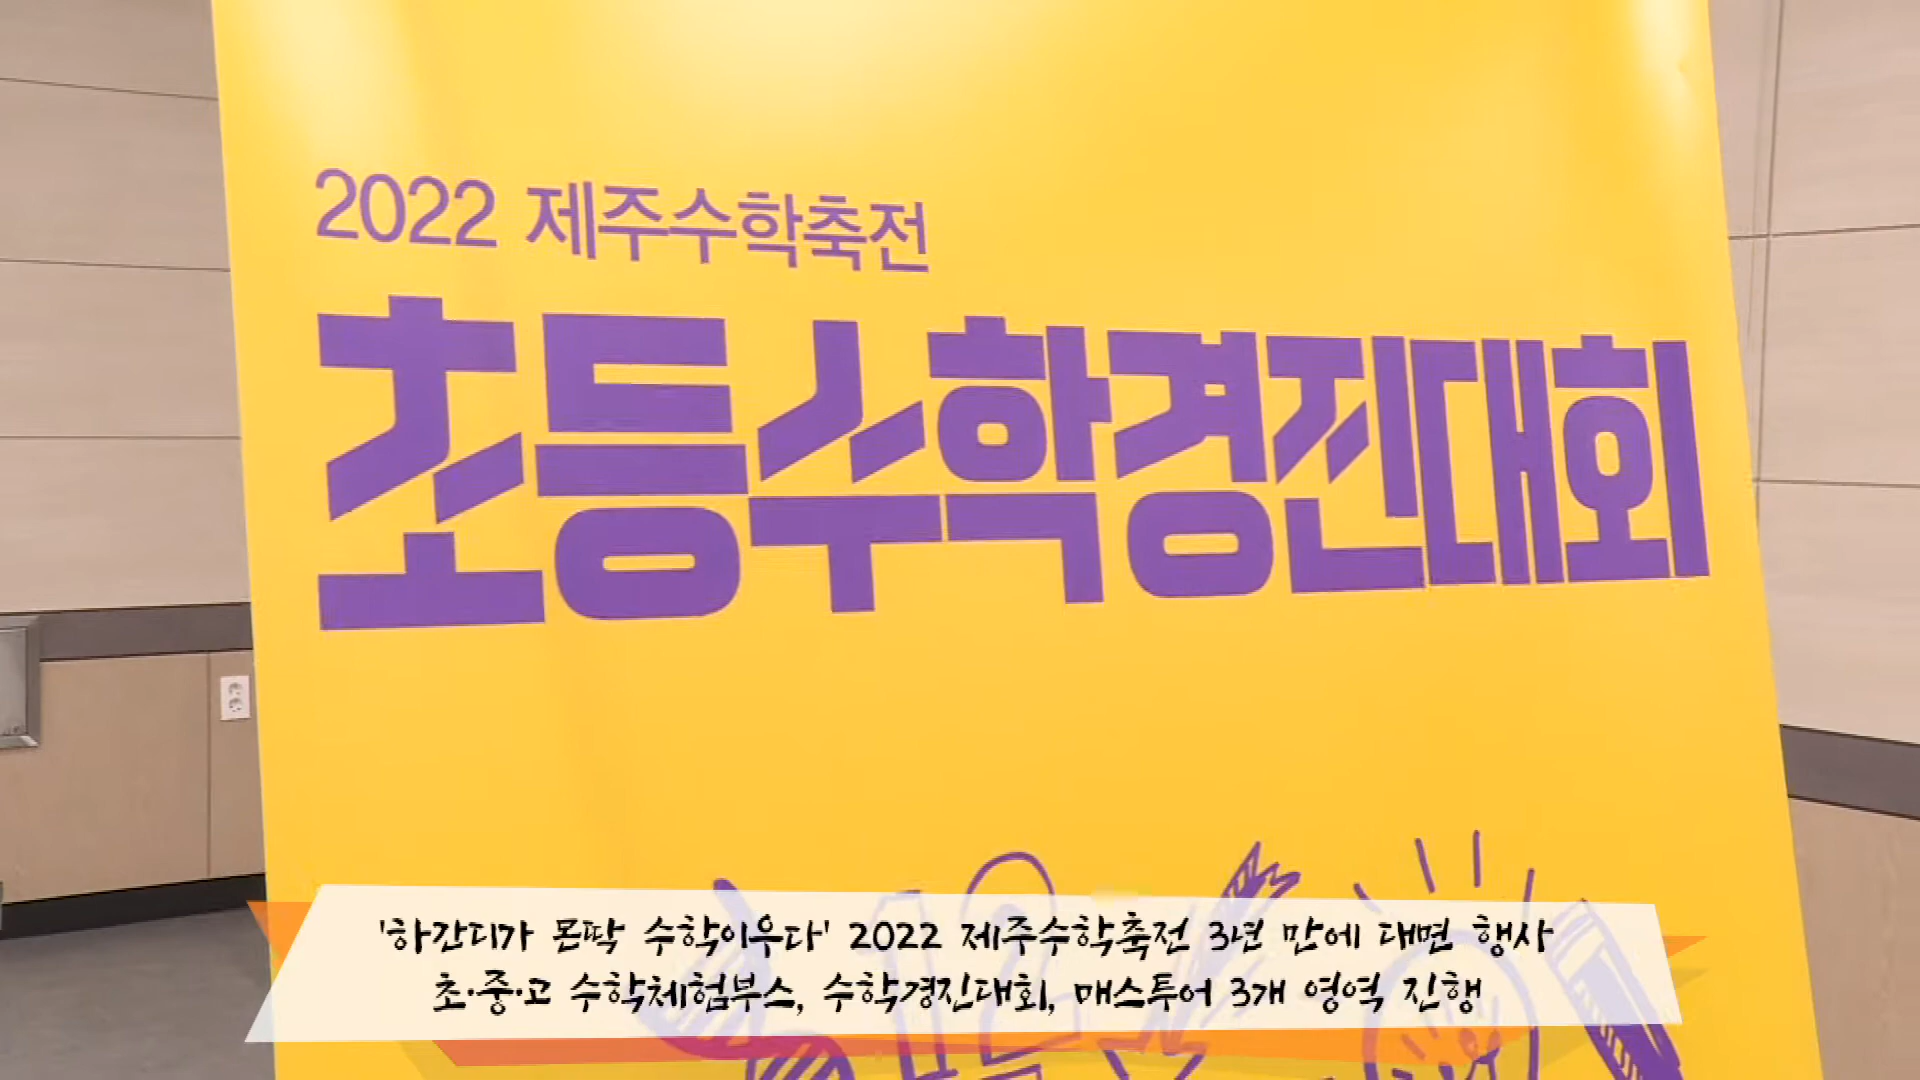 2022 제주수학축전
초등수학경진대회
'하간디가 몬딱 수학이우다' 2022 제주수학축전 3년 만에 대면 행사
초·중·고 수학체험부스, 수학경진대회, 매스투어 3개 영역 진행